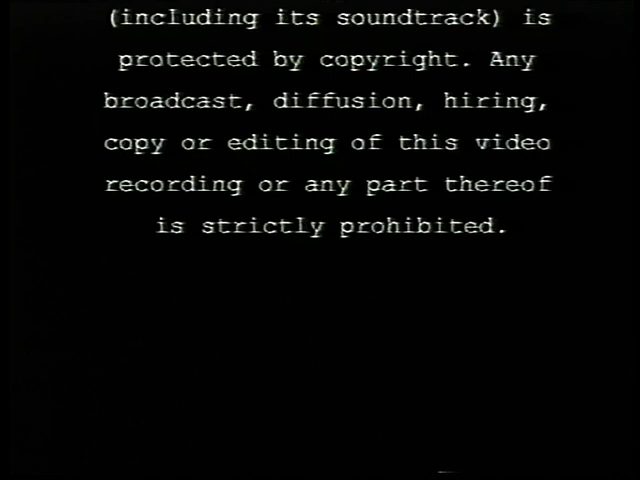 (including its soundtrack) is
protected by copyright. Any
broadcast, diffusion, hiring,
copy or editing of this video
recording or any part thereof
is strictly prohibited.